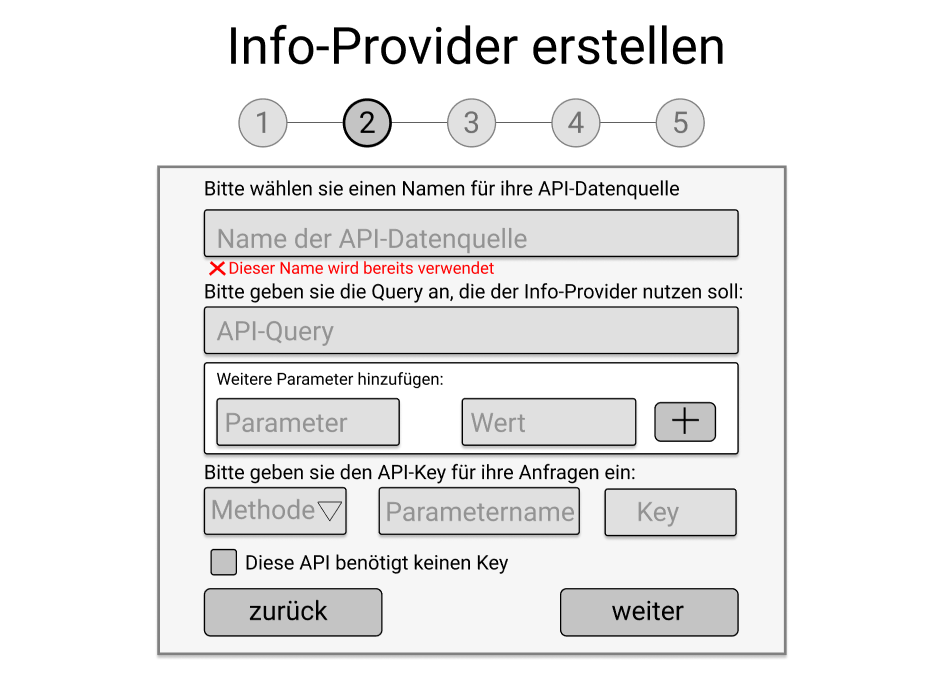 Info-Provider erstellen
1 2 3 4 5
Bitte wählen sie einen Namen für ihre API-Datenquelle
Name der API-Datenquelle
Dieser Name wird bereits verwendet
Bitte geben sie die Query an, die der Info-Provider nutzen soll:
API-Query
Weitere Parameter hinzufügen:
Parameter Wert +
Bitte geben sie den API-Key für ihre Anfragen ein:
Methode Parametername Key
Diese API benötigt keinen Key
zurück weiter